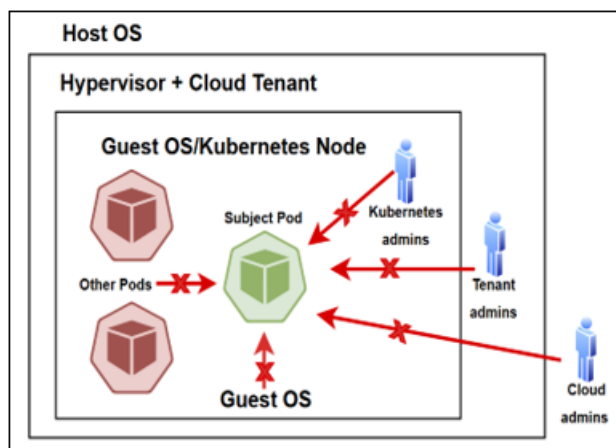 Host OS
Hypervisor + Cloud Tenant
Guest OS/Kubernetes Node
Subject Pod
Kubernetes
admins
Other Pods
Tenant
admins
Guest OS
Cloud
admins